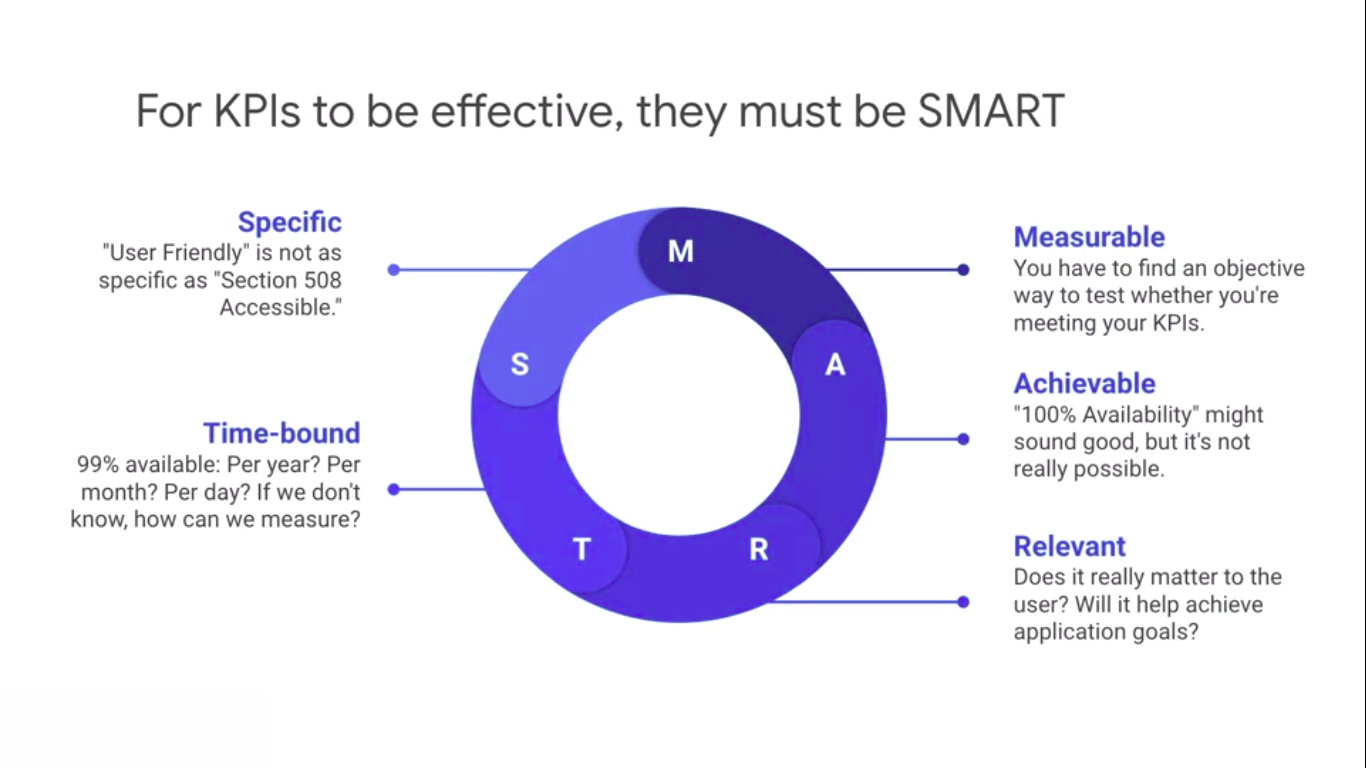 For KPIs to be effective, they must be SMART
Specific
"User Friendly" is not as
specific as "Section 508
Accessible."
Time-bound
99% available: Per year? Per
month? Per day? If we don't
know, how can we measure?
M
S
A
T
R
Measurable
You have to find an objective
way to test whether you're
meeting your KPIs.
Achievable
"100% Availability" might
sound good, but it's not
really possible.
Relevant
Does it really matter to the
user? Will it help achieve
application goals?